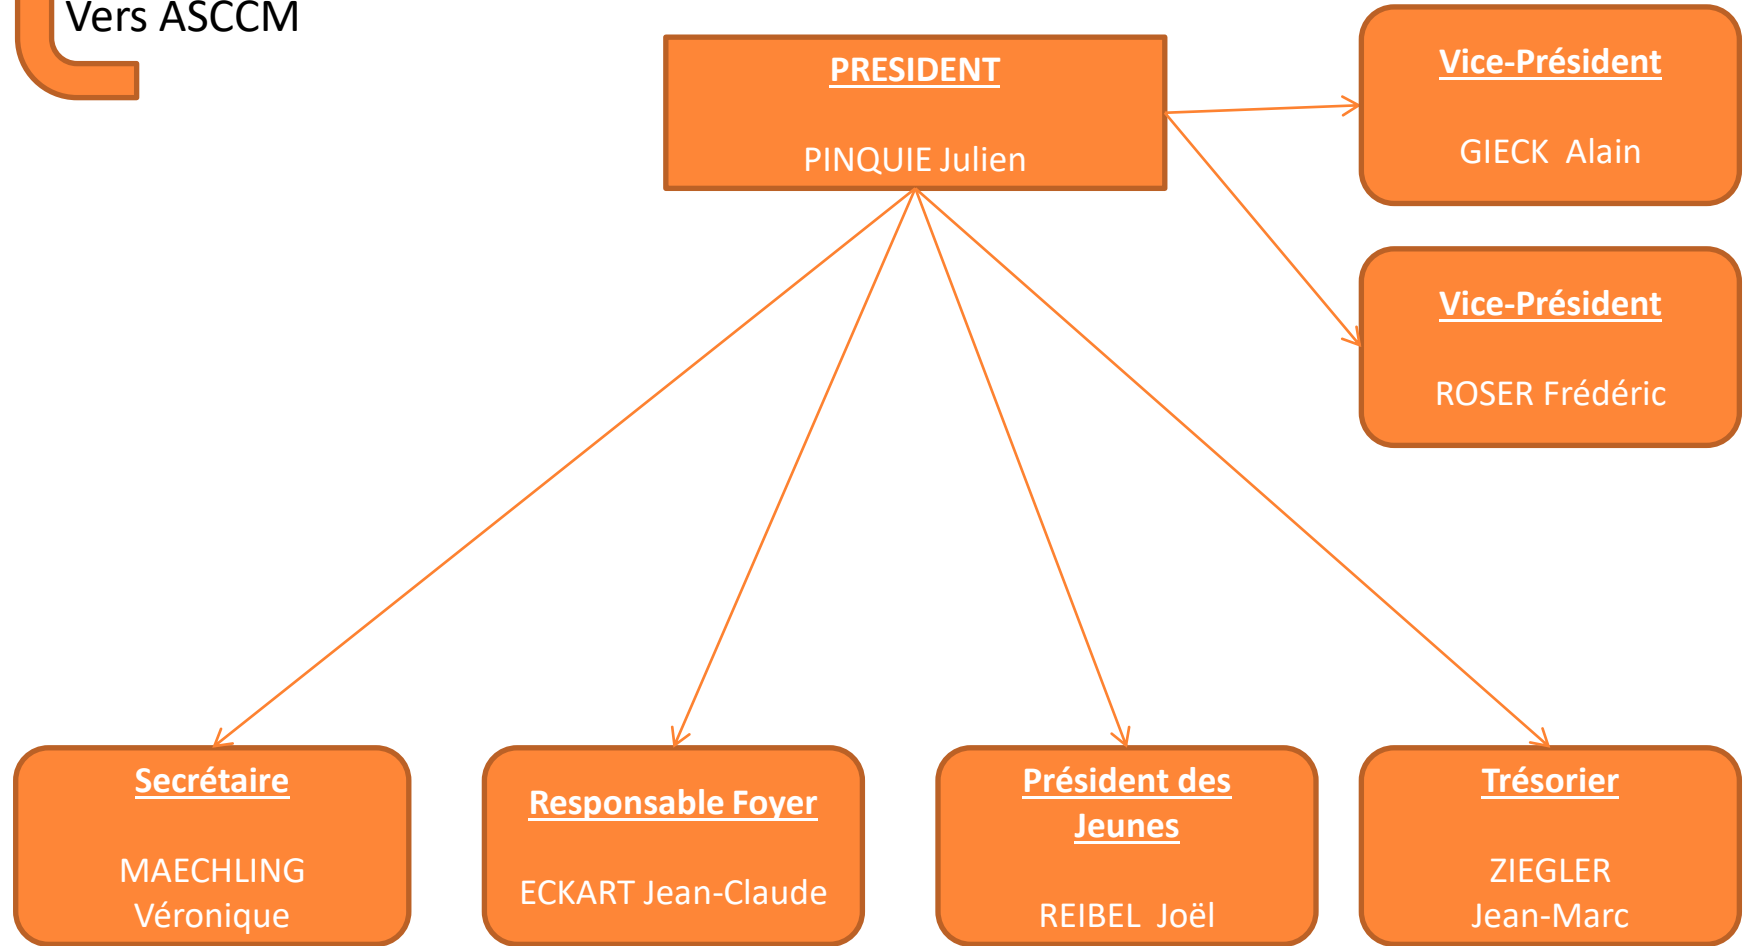 Vers ASCCM
PRESIDENT
PINQUIE Julien
Vice-Président
GIECK  Alain
Vice-Président
ROSER Frédéric
Secrétaire
MAECHLING
Véronique
Responsable Foyer
ECKART Jean-Claude
Président des
Jeunes
REIBEL  Joël
Trésorier
ZIEGLER
Jean-Marc